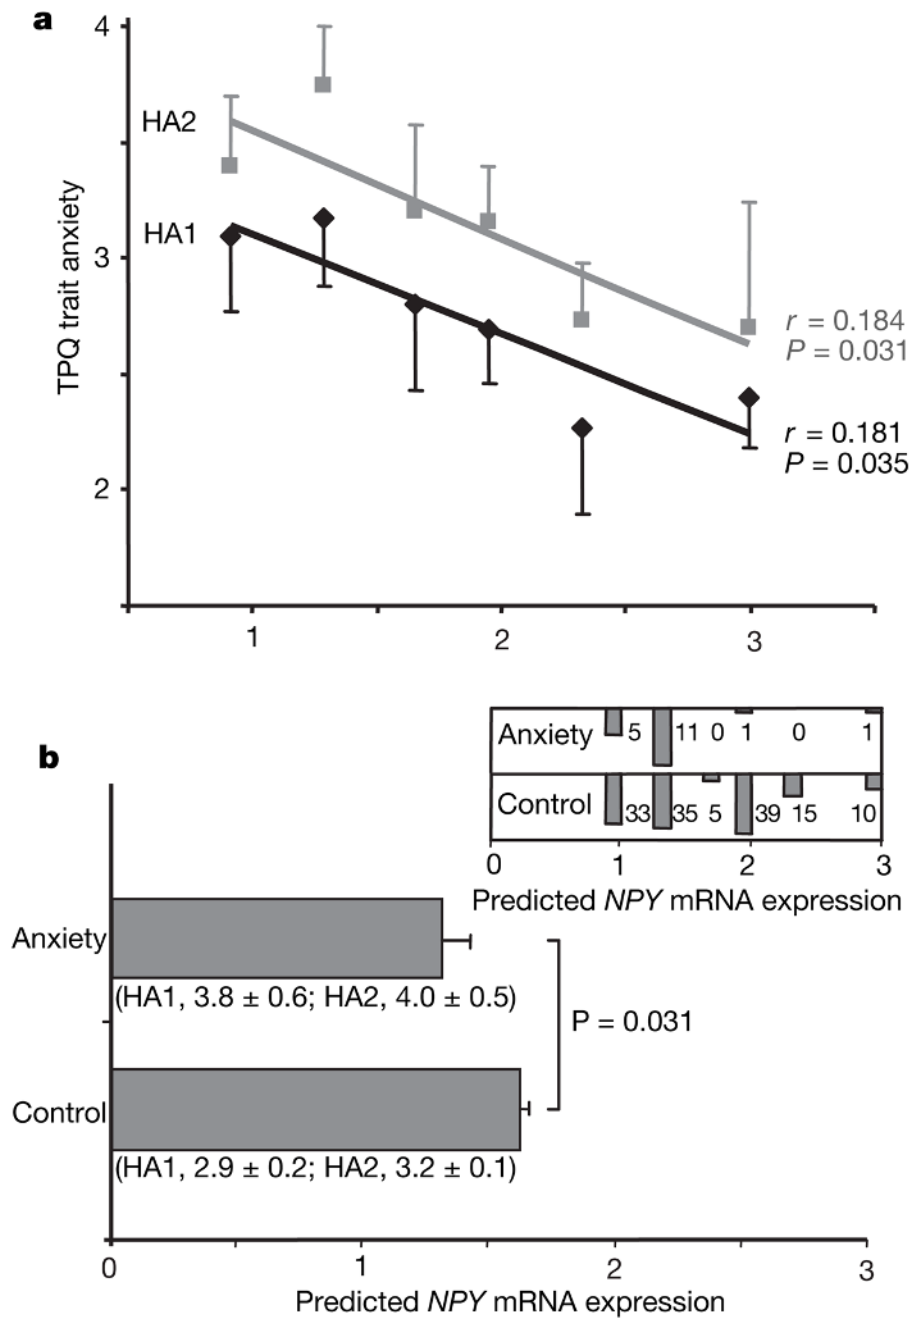 a
4
HA2
HA1
3
2
TPQ trait anxiety
r = 0.184
P = 0.031
r = 0.181
P = 0.035
1 2 3
b
Anxiety 5 11 0 1 0 1
Control 33 35 5 39 15 10
0 1 2 3
Predicted NPY mRNA expression
Anxiety
(HA1, 3.8 ± 0.6; HA2, 4.0 ± 0.5)
P = 0.031
Control
(HA1, 2.9 ± 0.2; HA2, 3.2 ± 0.1)
0 1 2 3
Predicted NPY mRNA expression